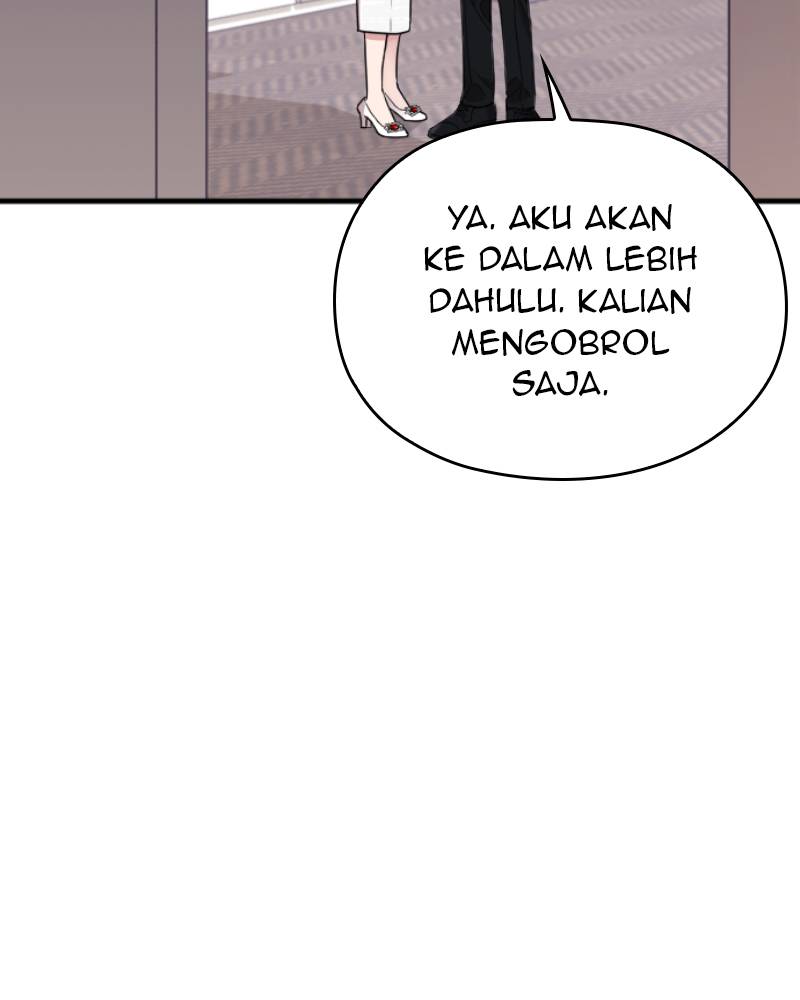 YA, AKU AKAN
KE DALAM LEBIH
DAHULU. KALIAN
MENGOBROL
SAJA.